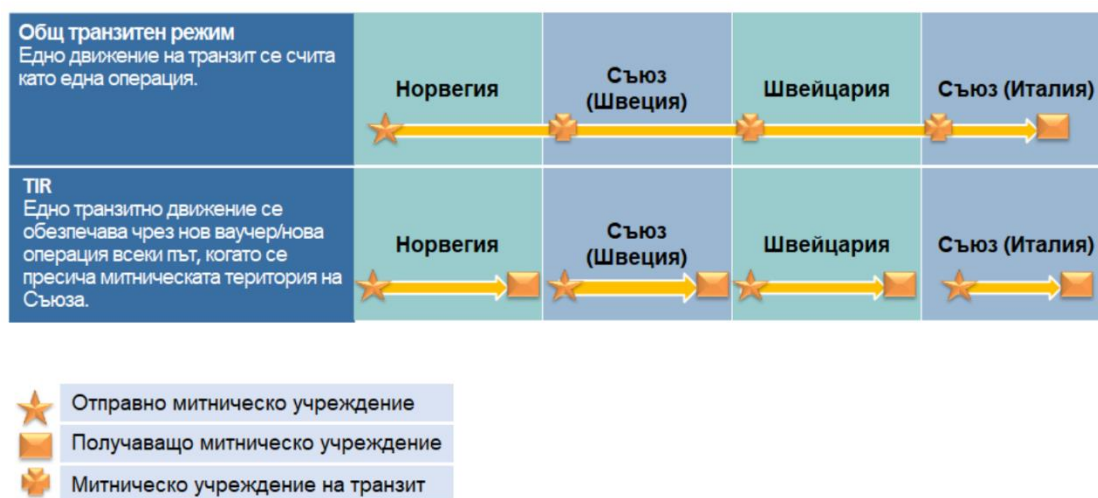 Общ транзитен режим
Едно движение на транзит се счита
като една операция.
Норвегия
Съюз
(Швеция)
Швейцария
Съюз (Италия)
TIR
Едно транзитно движение се
обезпечава чрез нов ваучер/нова
операция всеки път, когато се
пресича митническата територия на
Съюза.
Норвегия
Съюз
(Швеция)
Швейцария
Съюз (Италия)
Отправно митническо учреждение
Получаващо митническо учреждение
Митническо учреждение на транзит